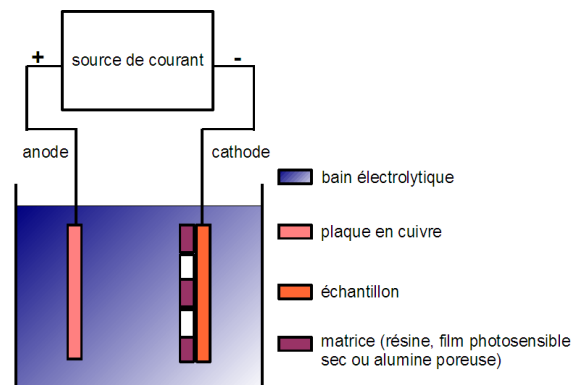 +
source de courant
-
anode
cathode
bain électrolytique
plaque en cuivre
échantillon
matrice (résine, film photosensible
sec ou alumine poreuse)